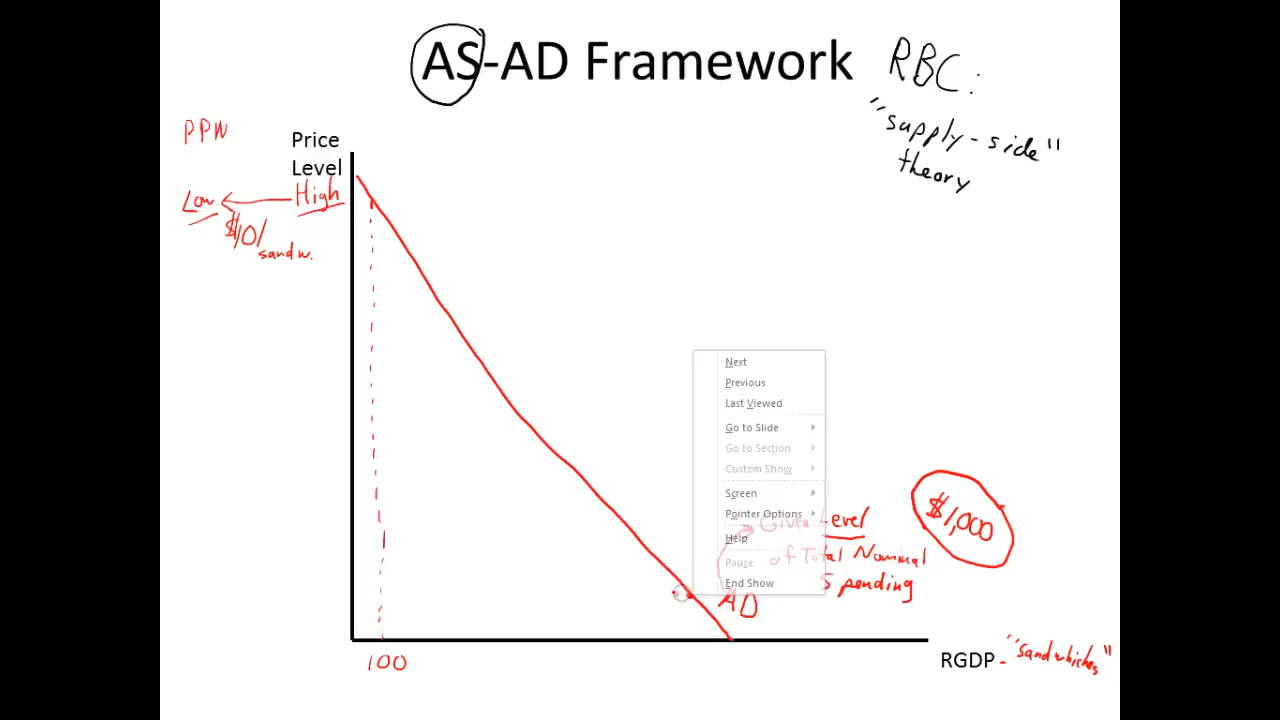 AS-AD Framework
RBC:
"supply-side"
theory
PPN
Price
Level
Low
High
$10/
sandw.
Next
Previous
Last Viewed
Go to Slide
Go to Section
Custom Show
Screen
Pointer Options
Help
Pause
End Show
Given Level
of Total Nominal
Spending
$1,000
AD
100
RGDP - "sandwhiches"